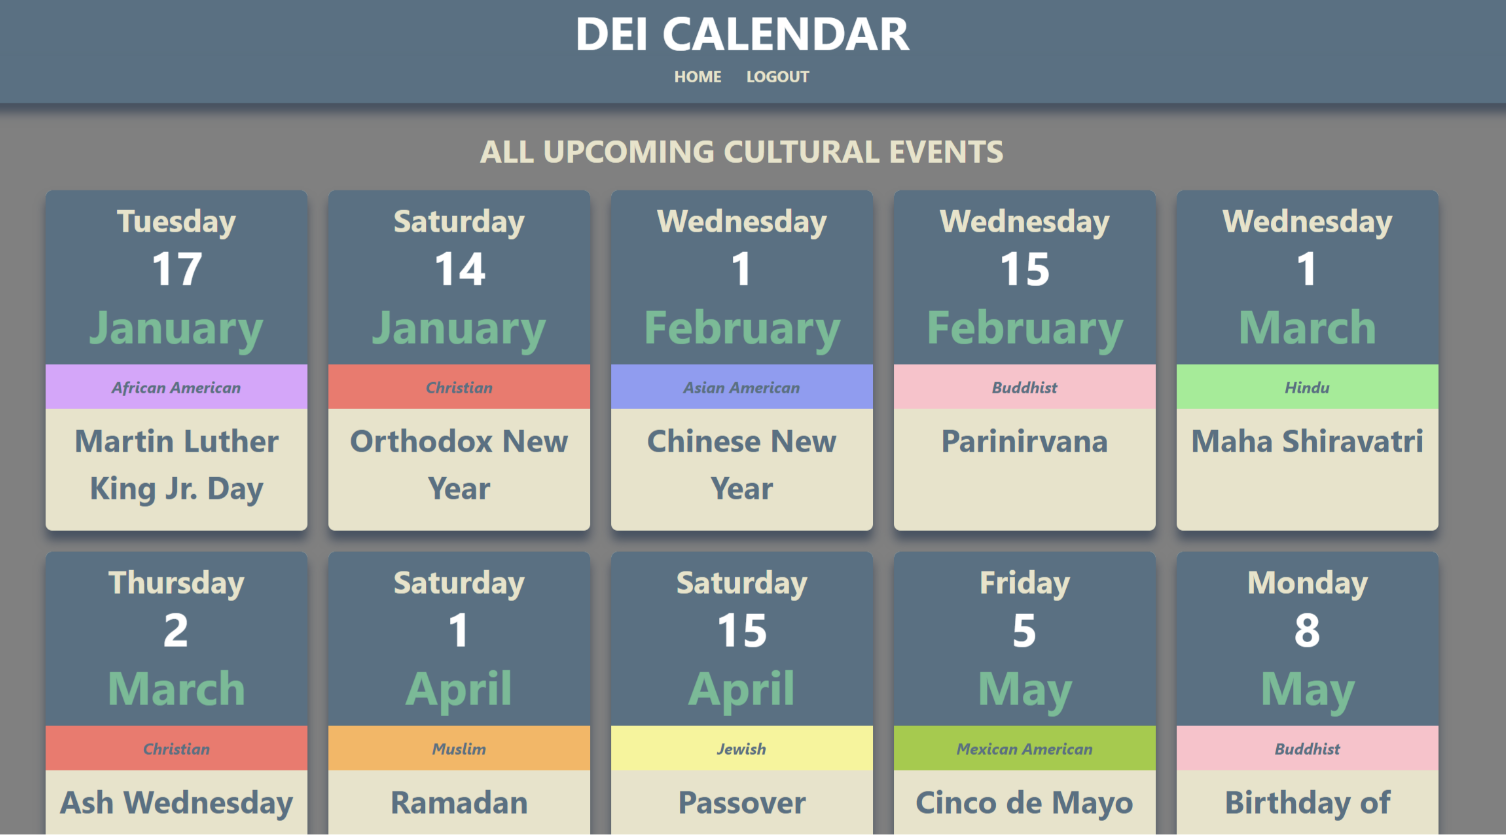 DEI CALENDAR
HOME LOGOUT
ALL UPCOMING CULTURAL EVENTS
Tuesday
17
January
African American
Martin Luther
King Jr. Day
Saturday
14
January
Christian
Orthodox New
Year
Wednesday
1
February
Asian American
Chinese New
Year
Wednesday
15
February
Buddhist
Parinirvana
Wednesday
1
March
Hindu
Maha Shiravatri
Thursday
2
March
Christian
Ash Wednesday
Saturday
1
April
Muslim
Ramadan
Saturday
15
April
Jewish
Passover
Friday
5
May
Mexican American
Cinco de Mayo
Monday
8
May
Buddhist
Birthday of